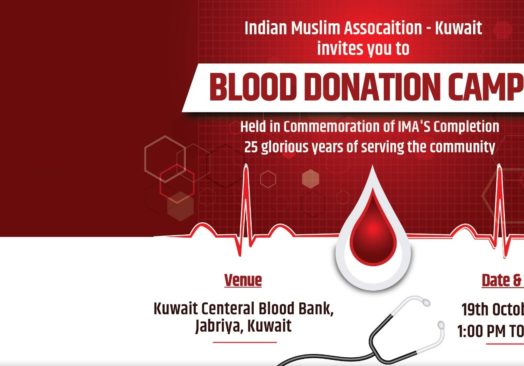 Indian Muslim Assocaition - Kuwait
invites you to
BLOOD DONATION CAMP
Held in Commemoration of IMA'S Completion
25 glorious years of serving the community
Venue
Kuwait Centeral Blood Bank,
Jabriya, Kuwait
Date &
19th Octo
1:00 PM TO